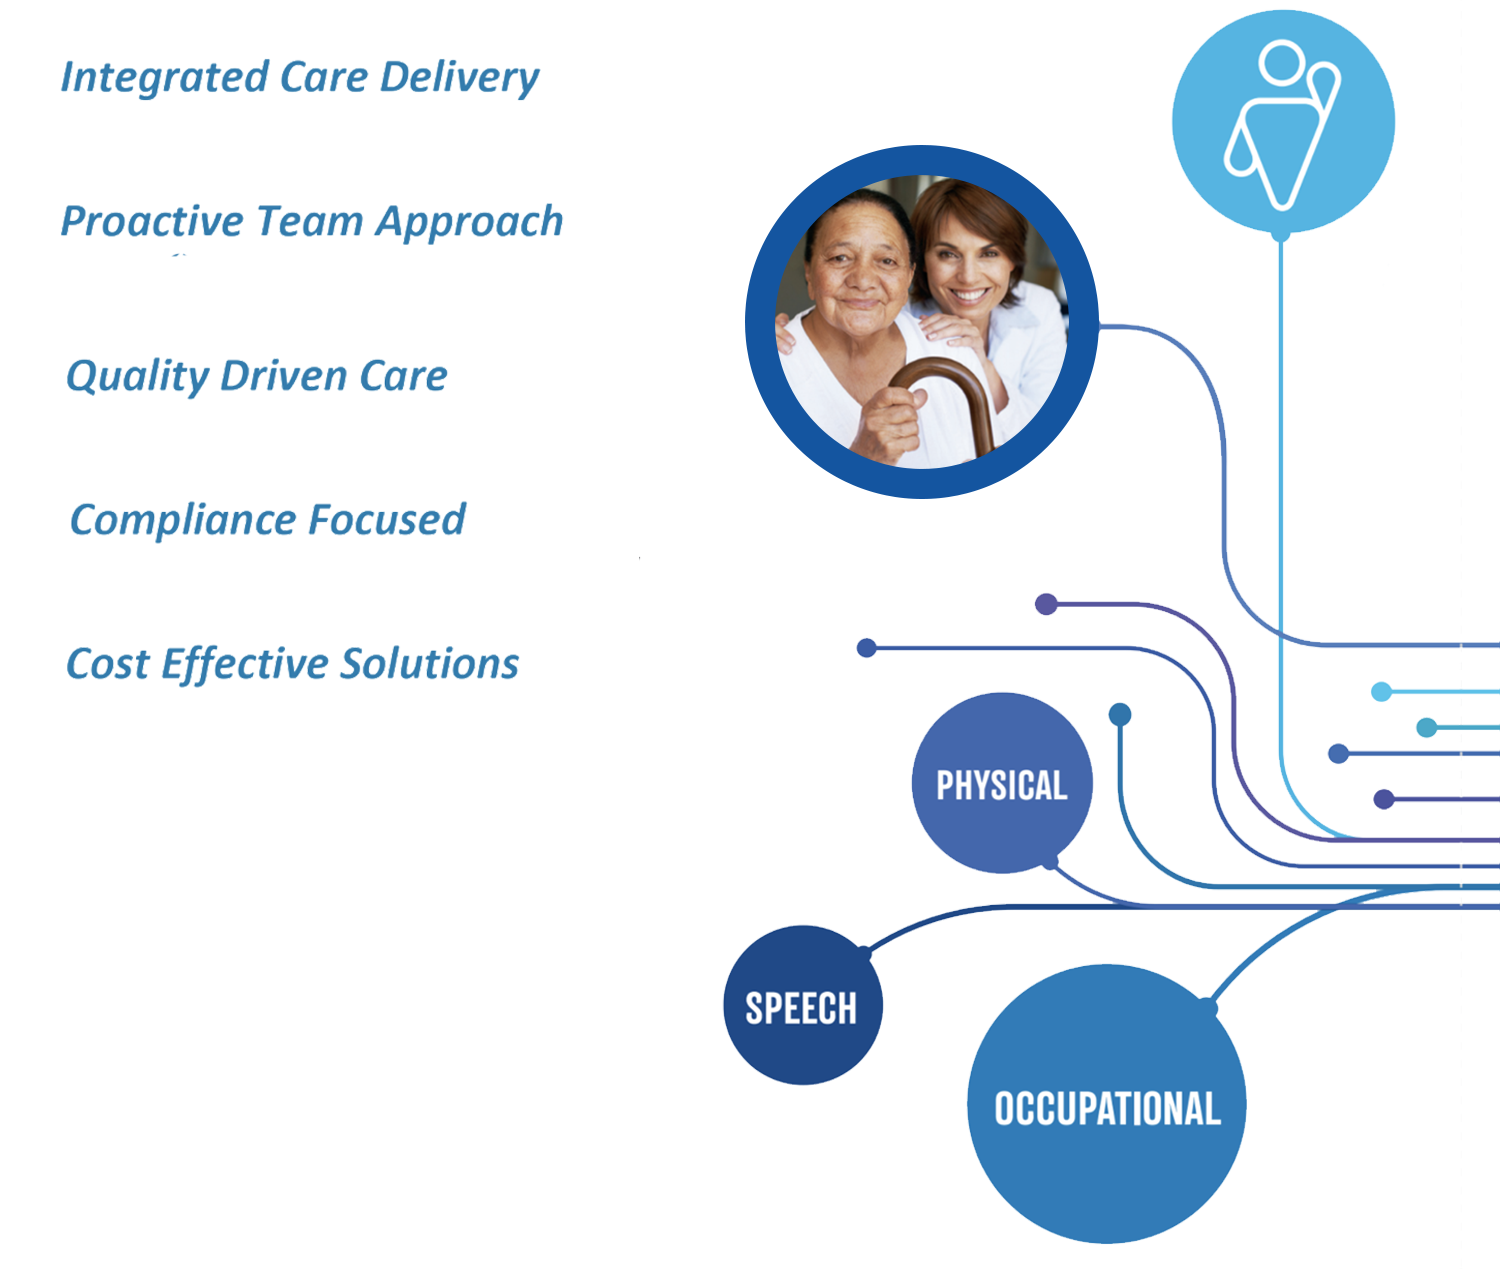 Integrated Care Delivery
Proactive Team Approach
Quality Driven Care
Compliance Focused
Cost Effective Solutions
PHYSICAL
SPEECH
OCCUPATIONAL